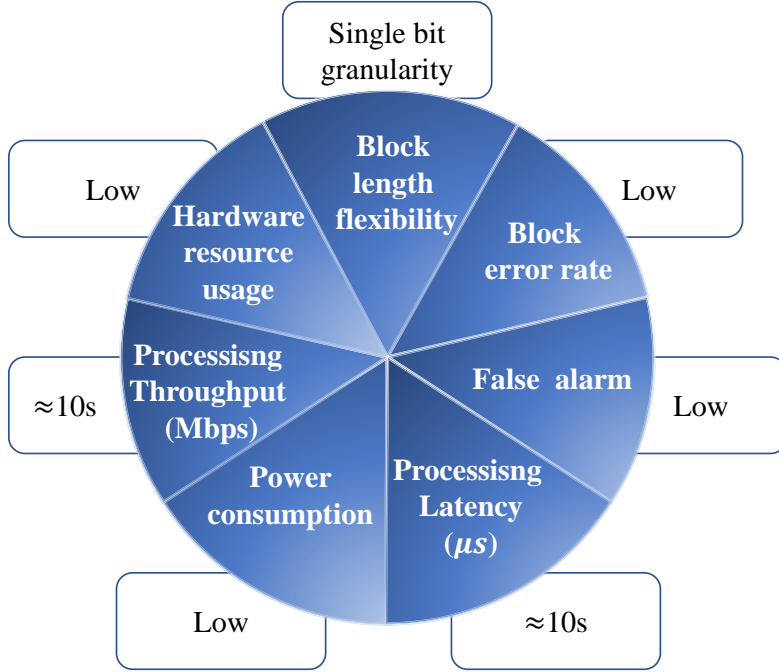 Single bit
granularity
Block
length
flexibility
Low
Block
error rate
Low
False alarm
Processisng
Latency
(μs)
≈10s
Power
consumption
Low
Processisng
Throughput
(Mbps)
≈10s
Hardware
resource
usage
Low